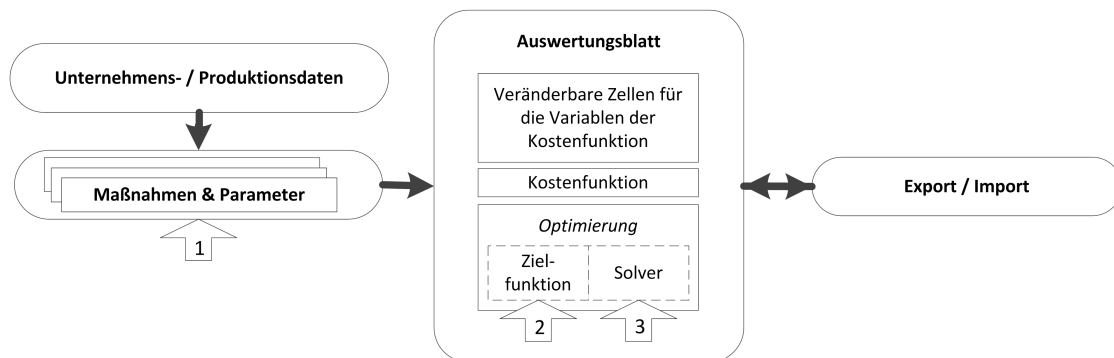 Unternehmens- / Produktionsdaten
Maßnahmen & Parameter
1
Auswertungsblatt
Veränderbare Zellen für
die Variablen der
Kostenfunktion
Kostenfunktion
Optimierung
Ziel-
funktion
Solver
2
3
Export / Import